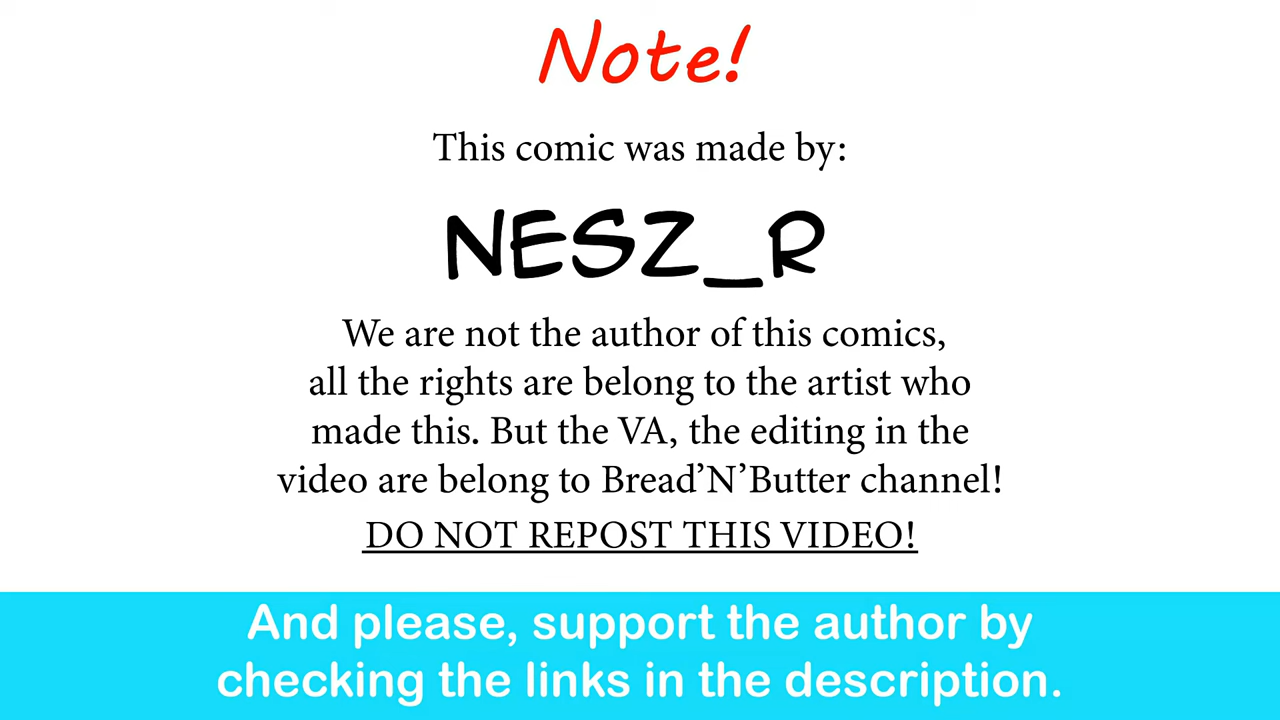 Note!
This comic was made by:
NESZ_R
We are not the author of this comics,
all the rights are belong to the artist who
made this. But the VA, the editing in the
video are belong to Bread’N’Butter channel!
DO NOT REPOST THIS VIDEO!
And please, support the author by
checking the links in the description.